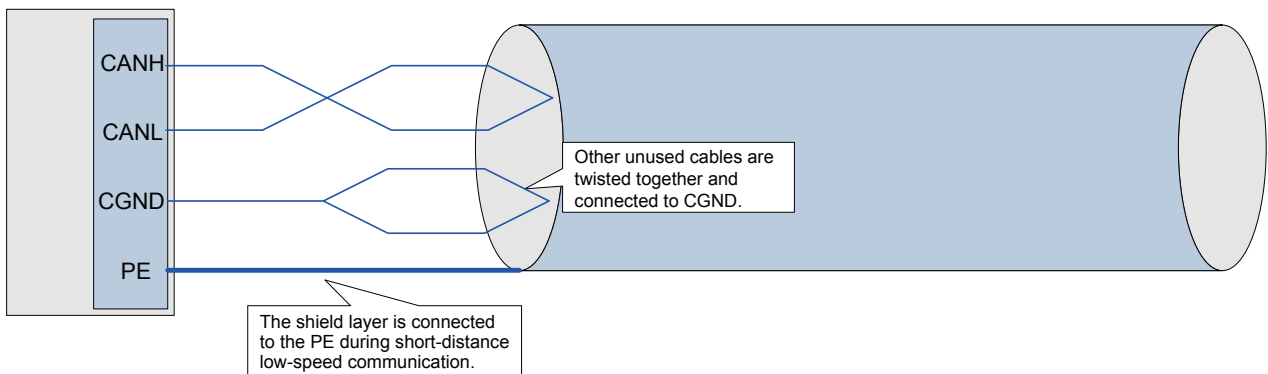 CANH
CANL
CGND
PE
Other unused cables are
twisted together and
connected to CGND.
The shield layer is connected
to the PE during short-distance
low-speed communication.